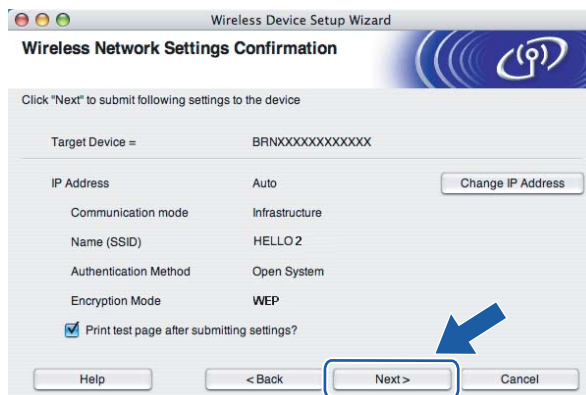 Wireless Device Setup Wizard
Wireless Network Settings Confirmation
Click "Next" to submit following settings to the device
Target Device = BRNXXXXXXXXXXXX
IP Address Auto Change IP Address
Communication mode Infrastructure
Name (SSID) HELLO2
Authentication Method Open System
Encryption Mode WEP
Print test page after submitting settings?
Help < Back Next > Cancel